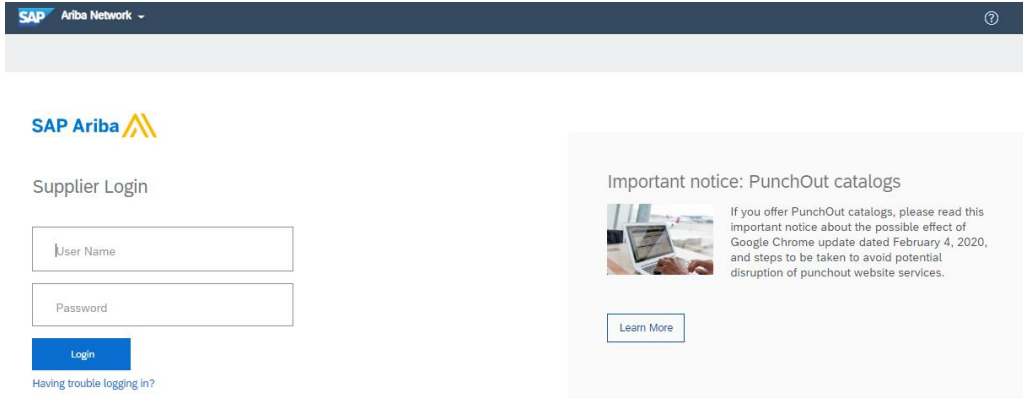 SAP Ariba Network
SAP Ariba
Supplier Login
User Name
Password
Login
Having trouble logging in?
Important notice: PunchOut catalogs
If you offer PunchOut catalogs, please read this
important notice about the possible effect of
Google Chrome update dated February 4, 2020,
and steps to be taken to avoid potential
disruption of punchout website services.
Learn More